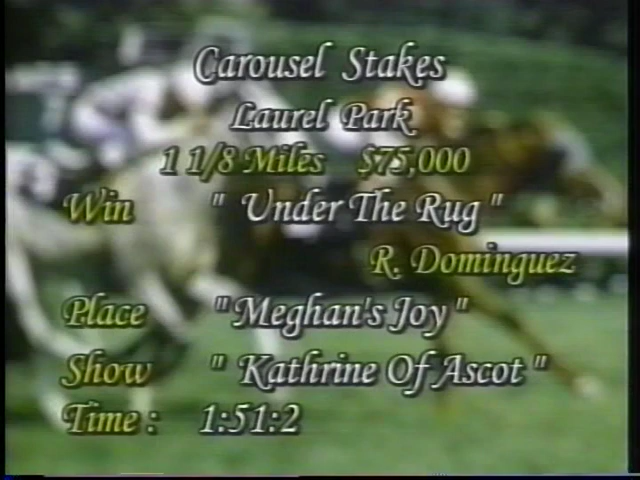 Carousel Stakes
Laurel Park
1 1/8 Miles $75,000
Win " Under The Rug "
R. Dominguez
Place " Meghan's Joy "
Show " Kathrine Of Ascot "
Time : 1:51:2